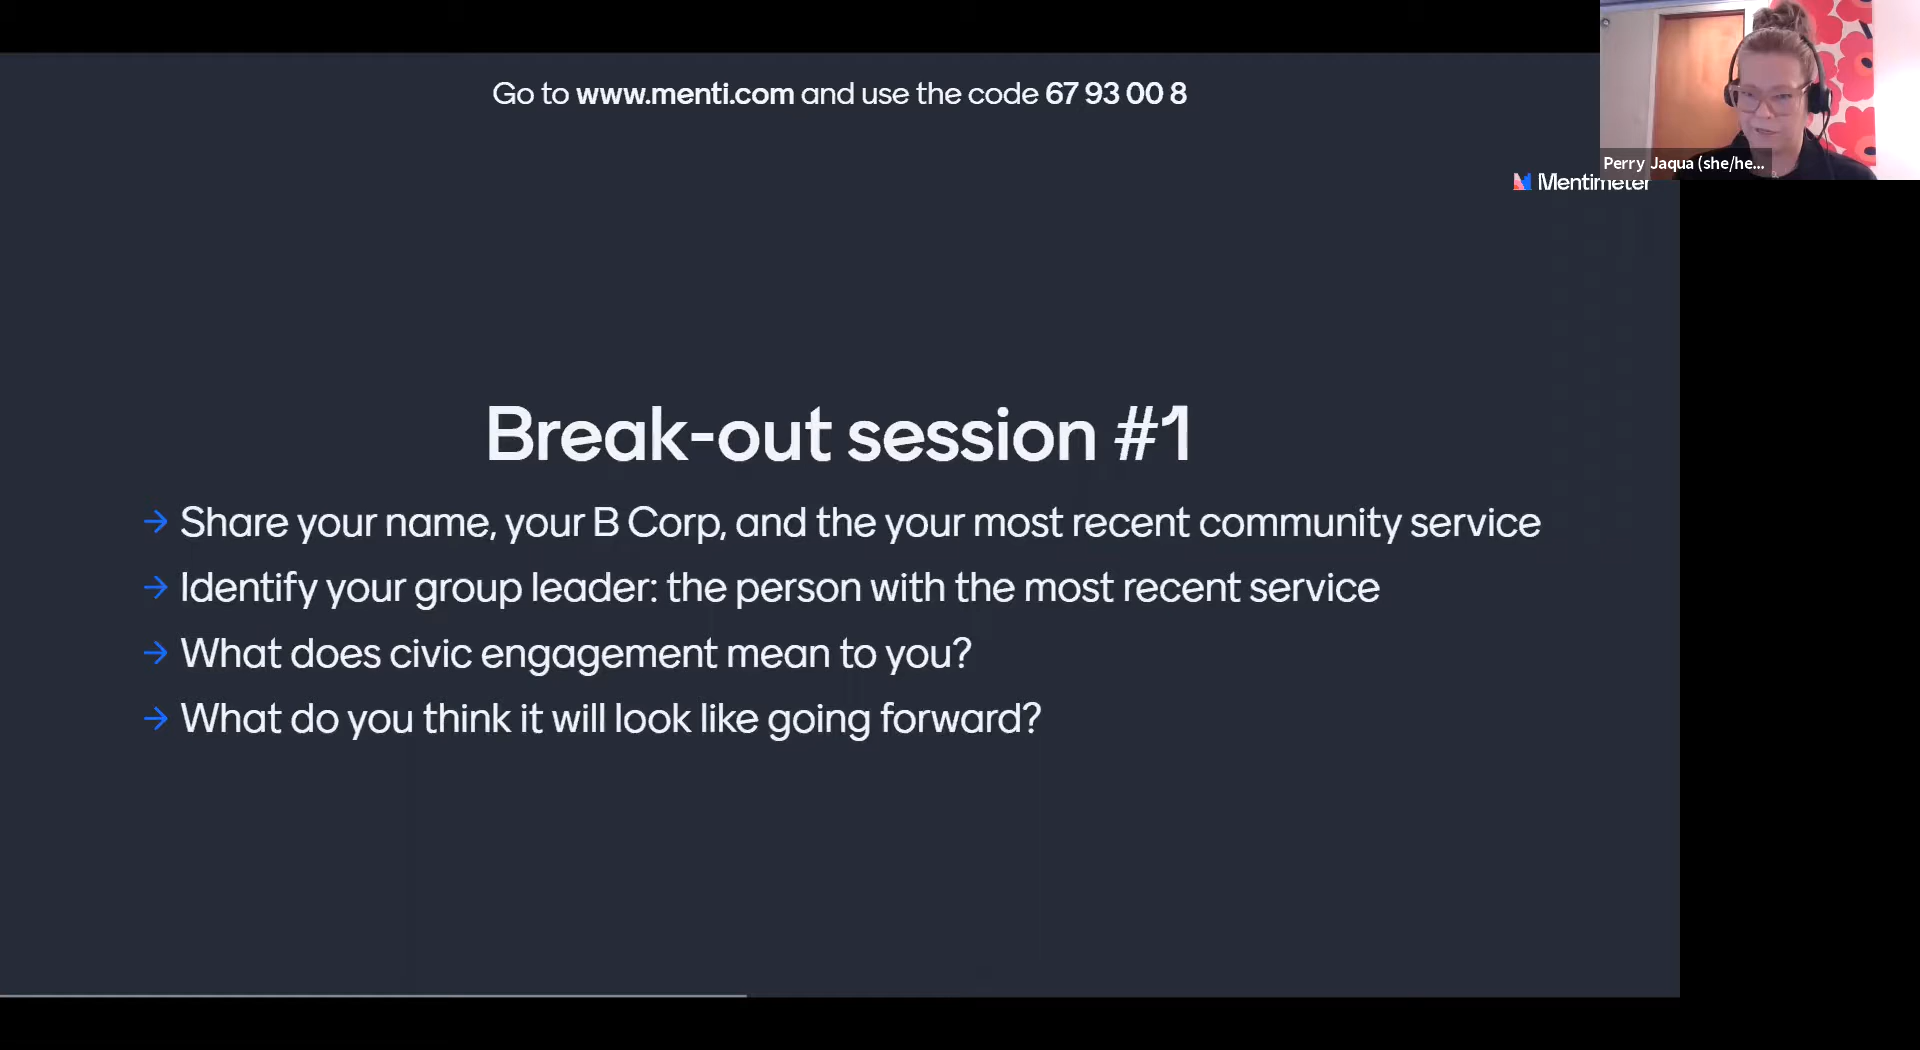 Go to www.menti.com and use the code 67 93 00 8
Perry Jaqua (she/he...
Mentimeter
Break-out session #1
→ Share your name, your B Corp, and the your most recent community service
→ Identify your group leader: the person with the most recent service
→ What does civic engagement mean to you?
→ What do you think it will look like going forward?